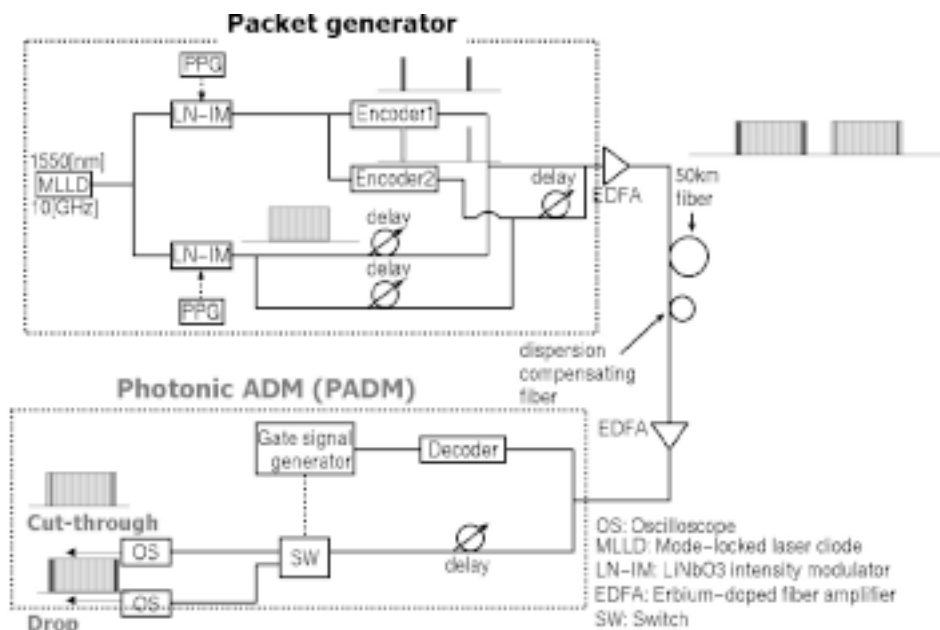 Packet generator
PPG
LN-IM
Encoder1
1550[nm]
MLLD
10[GHz]
Encoder2
delay
EDFA
50km
fiber
delay
LN-IM
delay
PPG
dispersion
compensating
fiber
Photonic ADM (PADM)
EDFA
Gate signal
generator
Decoder
Cut-through
OS
SW
delay
OS
Drop
OS: Oscilloscope
MLLD: Mode-locked laser diode
LN-IM: LiNbO3 intensity modulator
EDFA: Erbium-doped fiber amplifier
SW: Switch